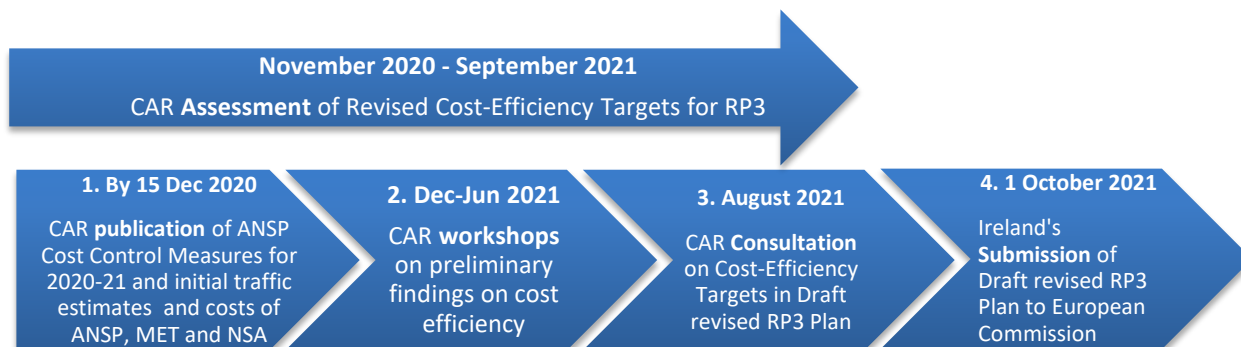 November 2020 - September 2021
CAR Assessment of Revised Cost-Efficiency Targets for RP3
1. By 15 Dec 2020
CAR publication of ANSP
Cost Control Measures for
2020-21 and initial traffic
estimates and costs of
ANSP, MET and NSA
2. Dec-Jun 2021
CAR workshops
on preliminary
findings on cost
efficiency
3. August 2021
CAR Consultation
on Cost-Efficiency
Targets in Draft
revised RP3 Plan
4. 1 October 2021
Ireland's
Submission of
Draft revised RP3
Plan to European
Commission